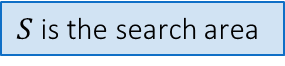 𝑆 is the search area